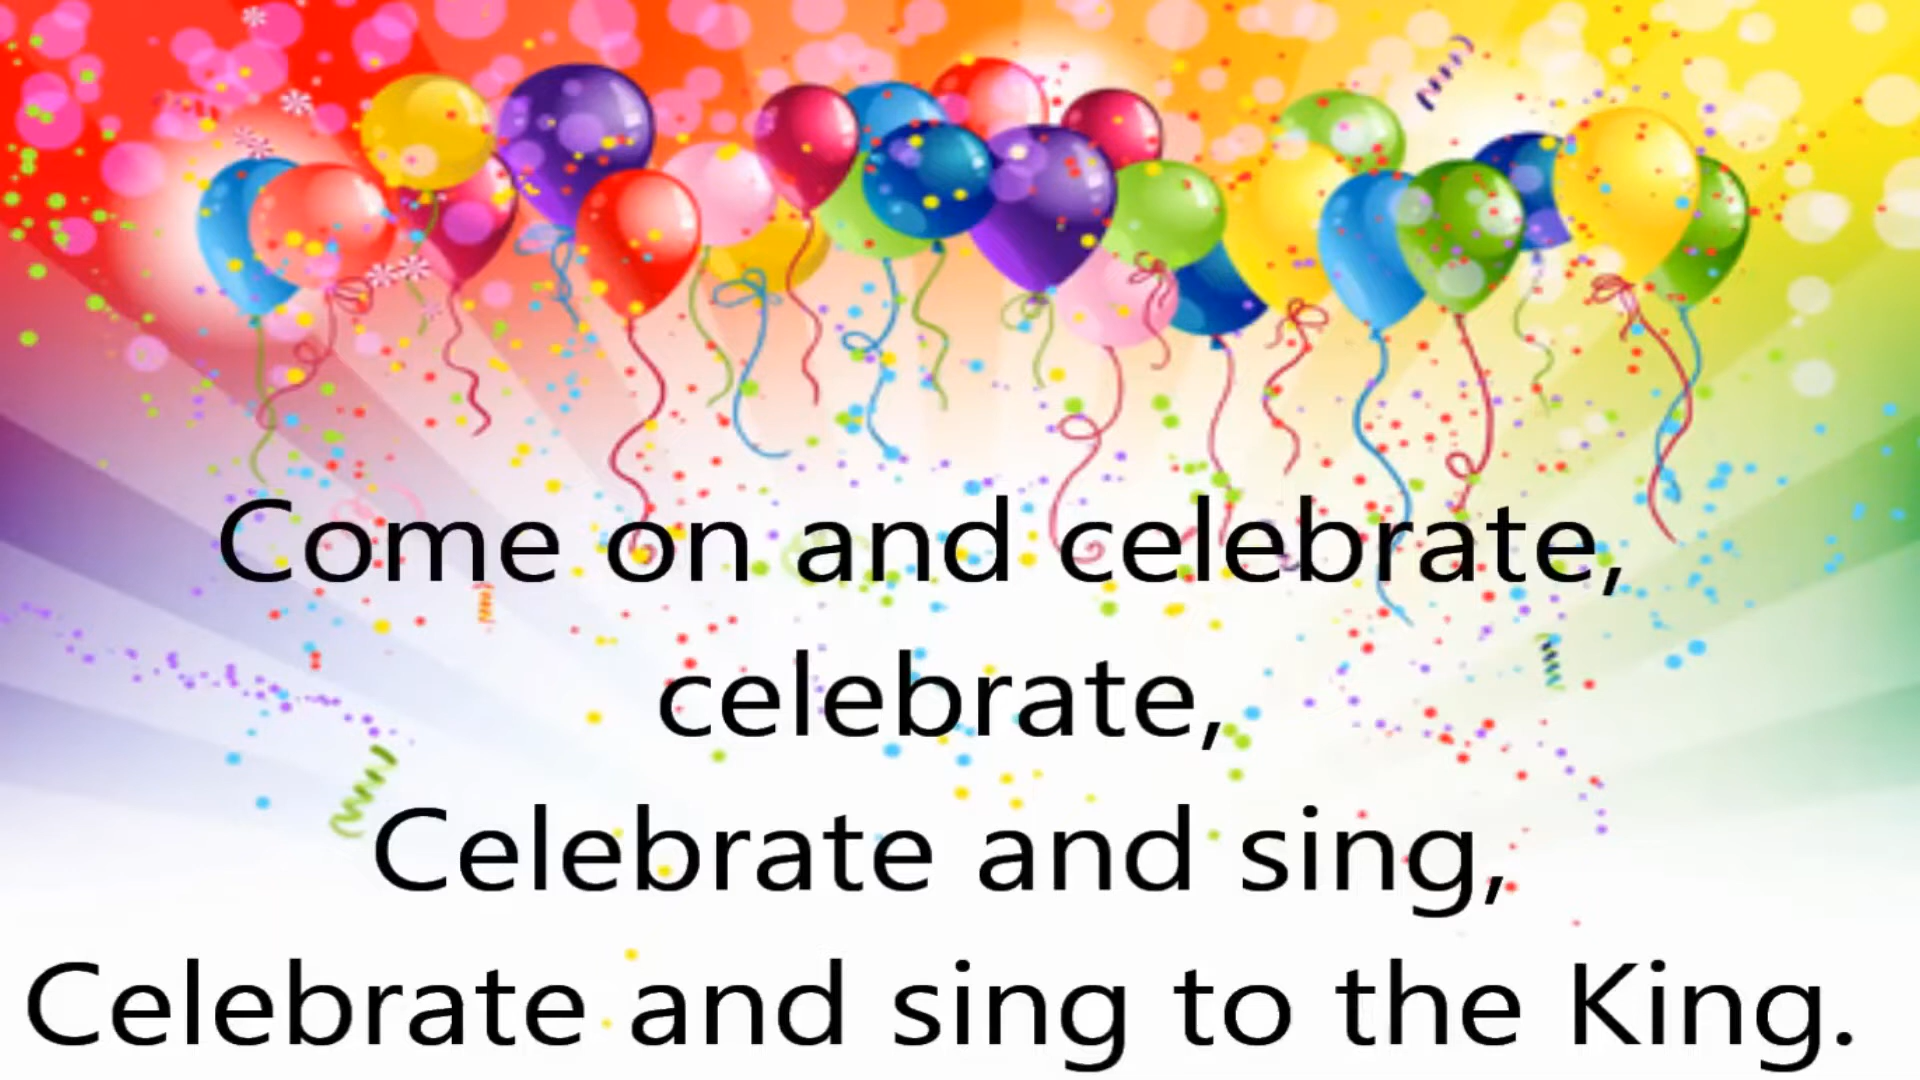 Come on and celebrate,
celebrate,
Celebrate and sing,
Celebrate and sing to the King.